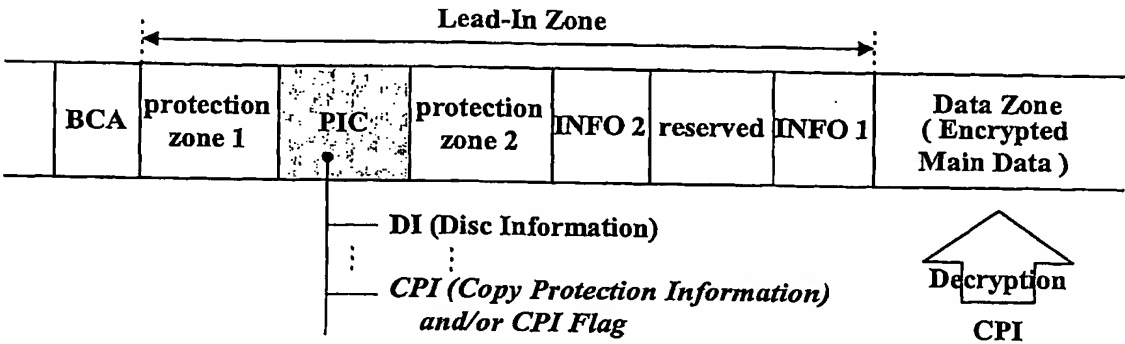 Lead-In Zone
BCA
protection
zone 1
PIC
protection
zone 2
INFO 2
reserved
INFO 1
Data Zone
( Encrypted
Main Data )
DI (Disc Information)
CPI (Copy Protection Information)
and/or CPI Flag
Decryption
CPI